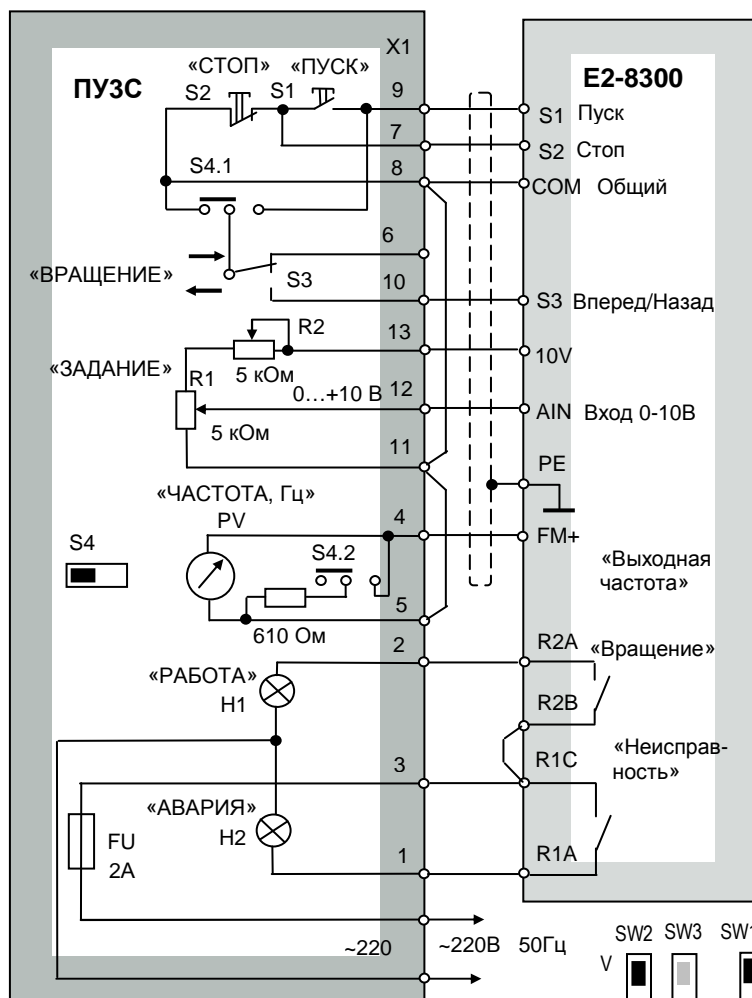 X1
ПУ3С
«СТОП» «ПУСК»
S2 S1
9
7
8
S4.1
6
«ВРАЩЕНИЕ»
S3
10
R2
13
«ЗАДАНИЕ»
R1
5 кОм
0…+10 В
12
5 кОм
11
«ЧАСТОТА, Гц»
PV
4
S4
S4.2
5
610 Ом
2
«РАБОТА»
H1
3
«АВАРИЯ»
H2
FU
2A
1
~220
~220В 50Гц
E2-8300
S1 Пуск
S2 Стоп
COM Общий
S3 Вперед/Назад
10V
AIN Вход 0-10В
PE
FM+
«Выходная
частота»
R2A «Вращение»
R2B
R1C «Неисправ-
ность»
R1A
SW2 SW3 SW1
V